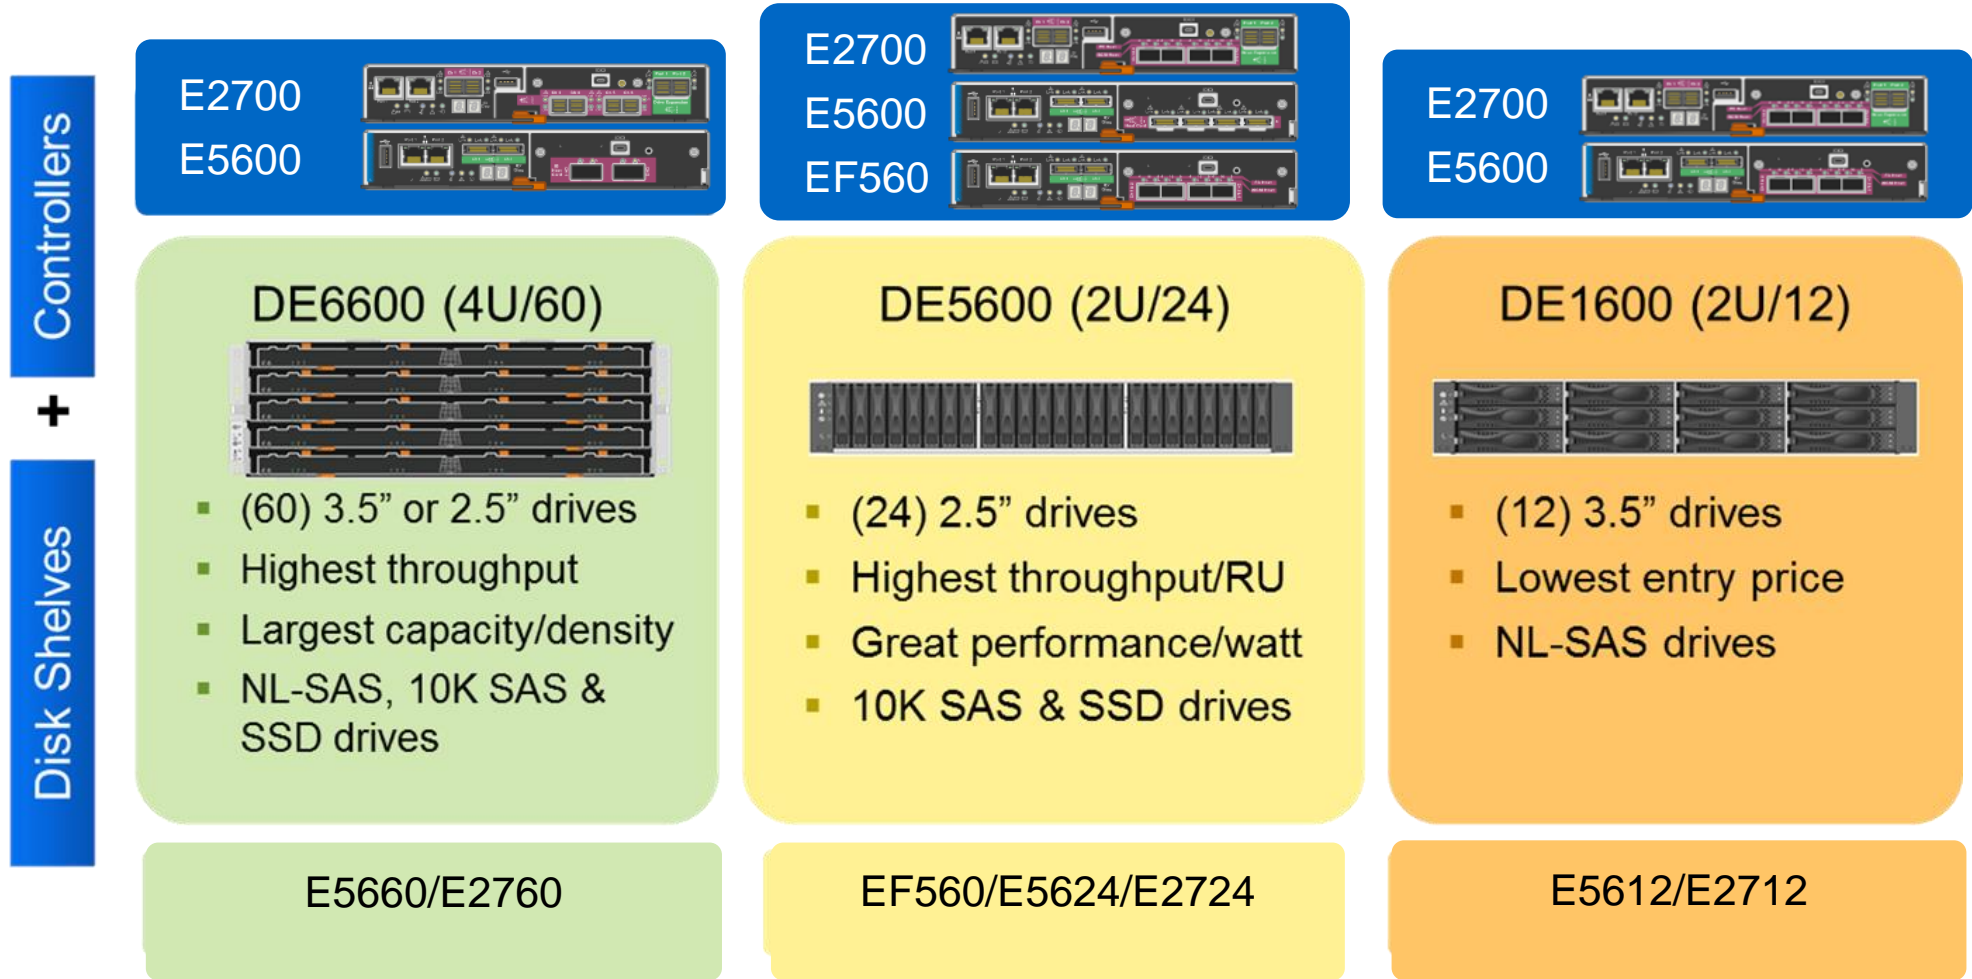 Controllers
+
Disk Shelves
E2700
E5600
DE6600 (4U/60)
(60) 3.5” or 2.5” drives
Highest throughput
Largest capacity/density
NL-SAS, 10K SAS &
SSD drives
E5660/E2760
E2700
E5600
EF560
DE5600 (2U/24)
(24) 2.5” drives
Highest throughput/RU
Great performance/watt
10K SAS & SSD drives
EF560/E5624/E2724
E2700
E5600
DE1600 (2U/12)
(12) 3.5” drives
Lowest entry price
NL-SAS drives
E5612/E2712